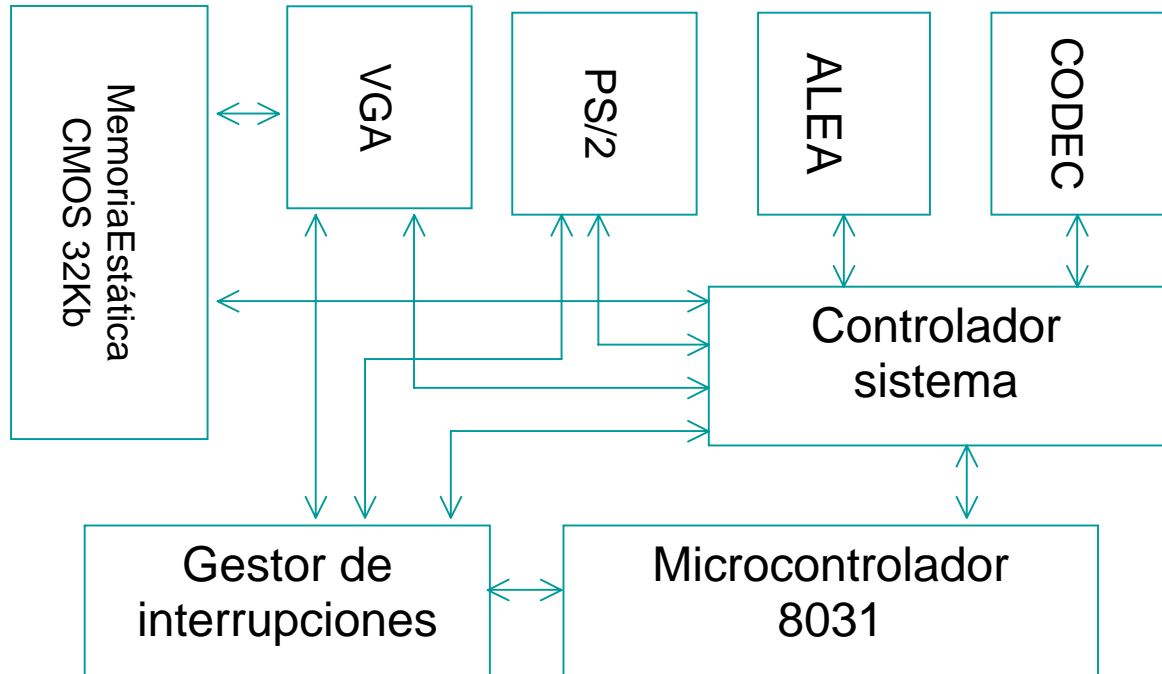 MemoriaEstática
CMOS 32Kb
VGA
PS/2
ALEA
CODEC
Controlador
sistema
Gestor de
interrupciones
Microcontrolador
8031